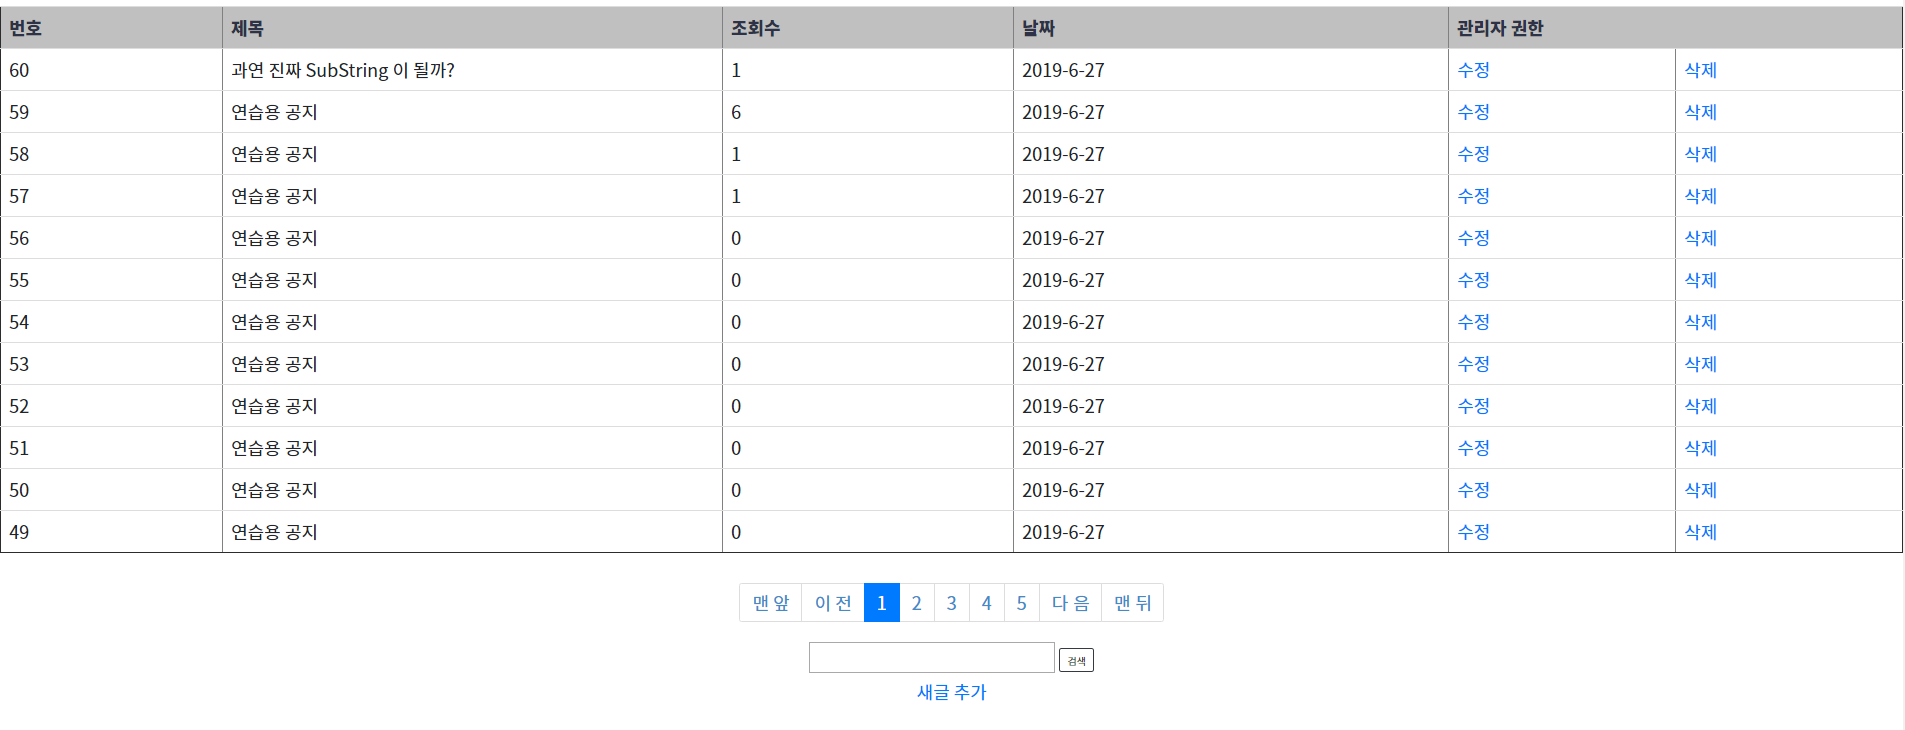 번호 제목 조회수 날짜 관리자 권한
60 과연 진짜 SubString 이 될까? 1 2019-6-27 수정 삭제
59 연습용 공지 6 2019-6-27 수정 삭제
58 연습용 공지 1 2019-6-27 수정 삭제
57 연습용 공지 1 2019-6-27 수정 삭제
56 연습용 공지 0 2019-6-27 수정 삭제
55 연습용 공지 0 2019-6-27 수정 삭제
54 연습용 공지 0 2019-6-27 수정 삭제
53 연습용 공지 0 2019-6-27 수정 삭제
52 연습용 공지 0 2019-6-27 수정 삭제
51 연습용 공지 0 2019-6-27 수정 삭제
50 연습용 공지 0 2019-6-27 수정 삭제
49 연습용 공지 0 2019-6-27 수정 삭제
맨 앞 이 전 1 2 3 4 5 다 음 맨 뒤
검색
새글 추가